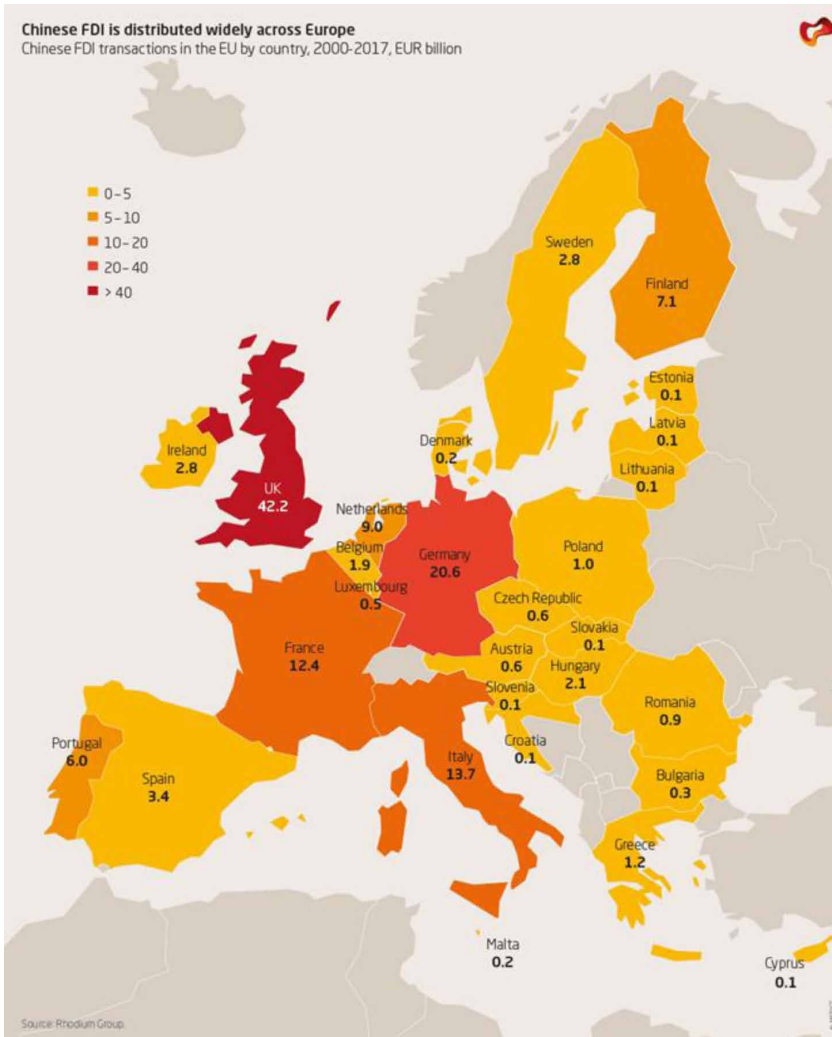 Chinese FDI is distributed widely across Europe
Chinese FDI transactions in the EU by country, 2000-2017, EUR billion
0–5
5–10
10–20
20–40
> 40
Sweden
2.8
Finland
7.1
Estonia
0.1
Latvia
0.1
Lithuania
0.1
Denmark
0.2
Ireland
2.8
UK
42.2
Netherlands
9.0
Belgium
1.9
Luxembourg
0.5
Germany
20.6
Poland
1.0
Czech Republic
0.6
Slovakia
0.1
Austria
0.6
Hungary
2.1
Slovenia
0.1
Croatia
0.1
France
12.4
Romania
0.9
Bulgaria
0.3
Portugal
6.0
Spain
3.4
Italy
13.7
Greece
1.2
Malta
0.2
Cyprus
0.1
Source: Rhodium Group.